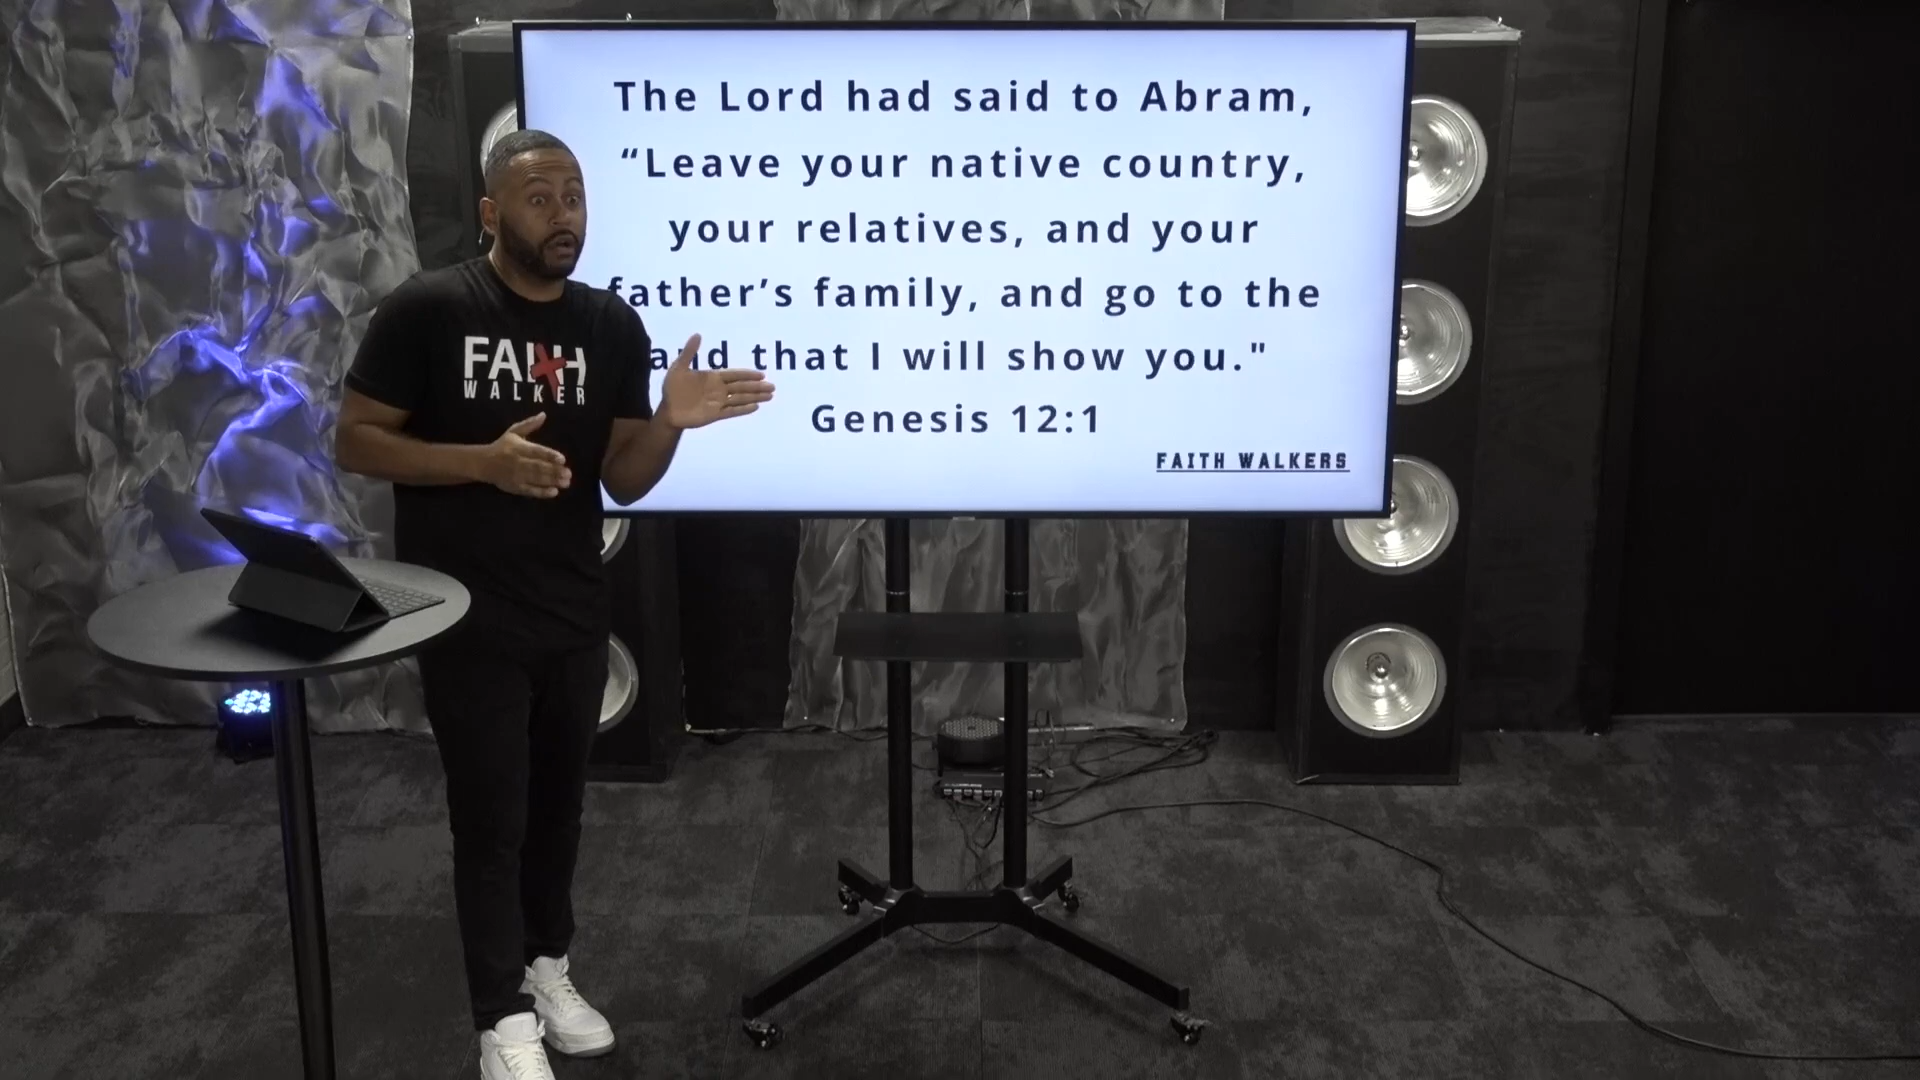 The Lord had said to Abram,
“Leave your native country,
your relatives, and your
father’s family, and go to the
and that I will show you."
Genesis 12:1
FAITH WALKERS
FAITH
WALKER